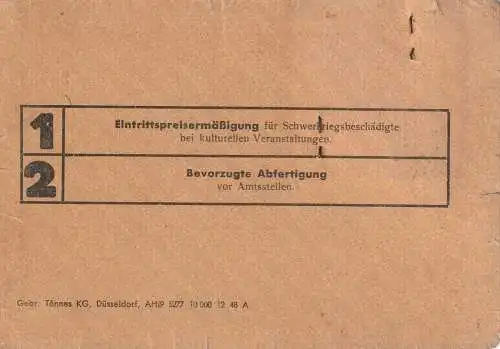 1
Eintrittspreisermäßigung für Schwerkriegsbeschädigte
bei kulturellen Veranstaltungen.
2
Bevorzugte Abfertigung
vor Amtsstellen.
Gebr. Tönnes KG, Düsseldorf, AH/P 5277 10 000 12 48 A